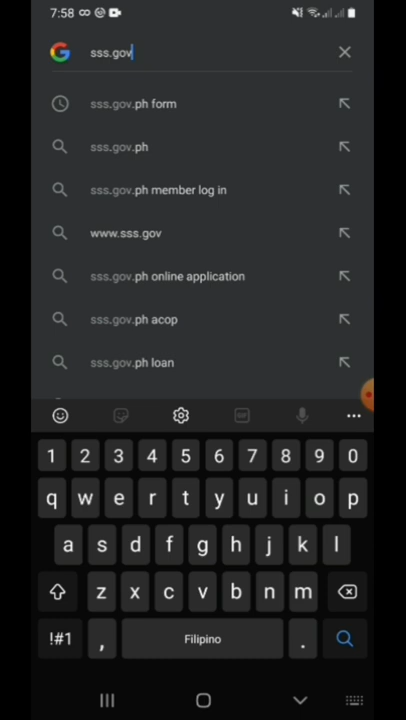 7:58
sss.gov
sss.gov.ph form
sss.gov.ph
sss.gov.ph member log in
www.sss.gov
sss.gov.ph online application
sss.gov.ph acop
sss.gov.ph loan
GIF
1 2 3 4 5 6 7 8 9 0
q w e r t y u i o p
a s d f g h j k l
z x c v b n m
!#1 , Filipino .